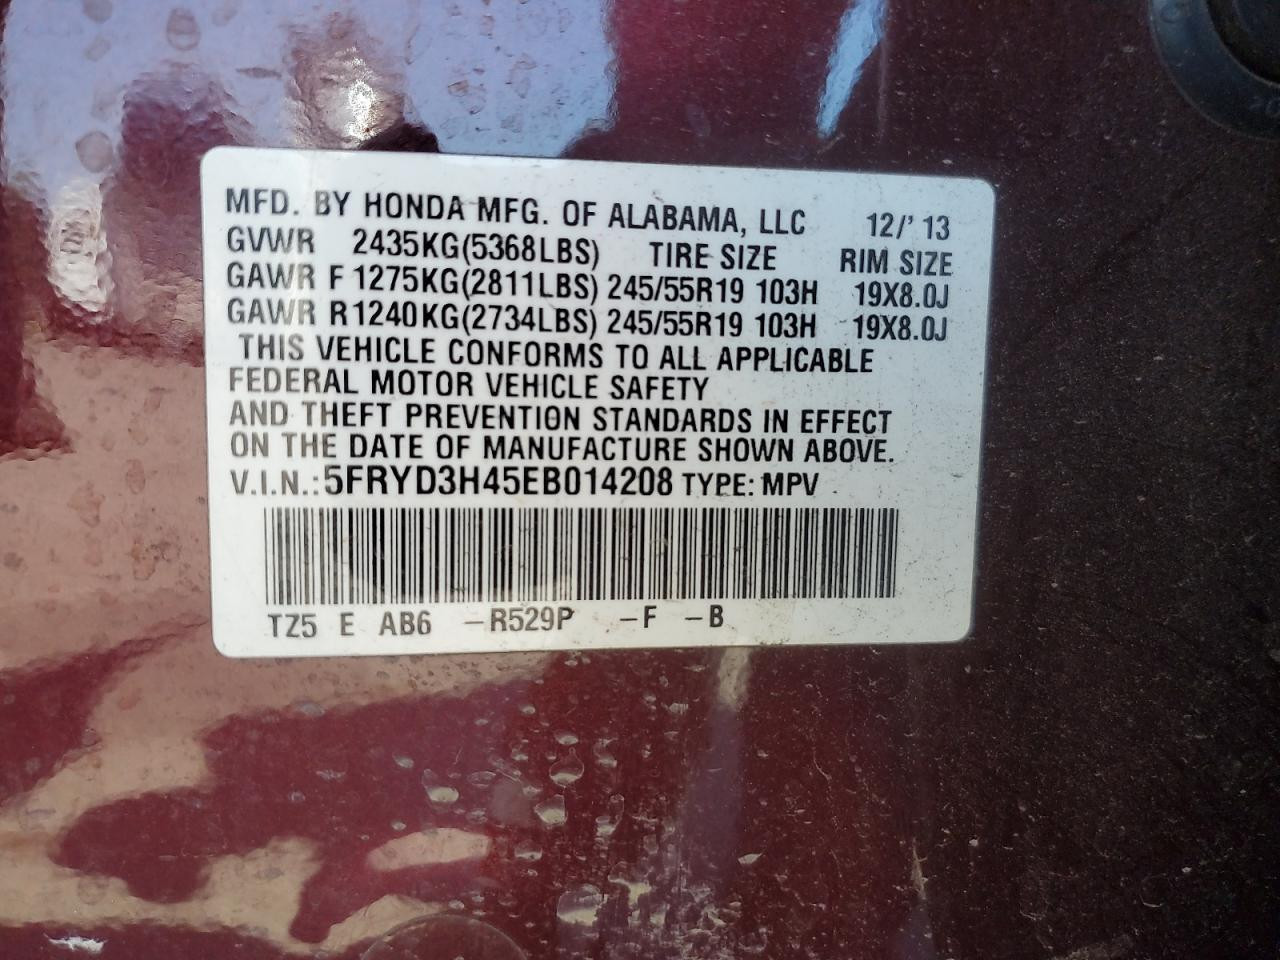 MFD. BY HONDA MFG. OF ALABAMA, LLC 12/'13
GVWR 2435KG(5368LBS) TIRE SIZE RIM SIZE
GAWR F 1275KG(2811LBS) 245/55R19 103H 19X8.0J
GAWR R1240KG(2734LBS) 245/55R19 103H 19X8.0J
THIS VEHICLE CONFORMS TO ALL APPLICABLE
FEDERAL MOTOR VEHICLE SAFETY
AND THEFT PREVENTION STANDARDS IN EFFECT
ON THE DATE OF MANUFACTURE SHOWN ABOVE.
V.I.N.:5FRYD3H45EB014208 TYPE: MPV
TZ5 E AB6 –R529P –F –B